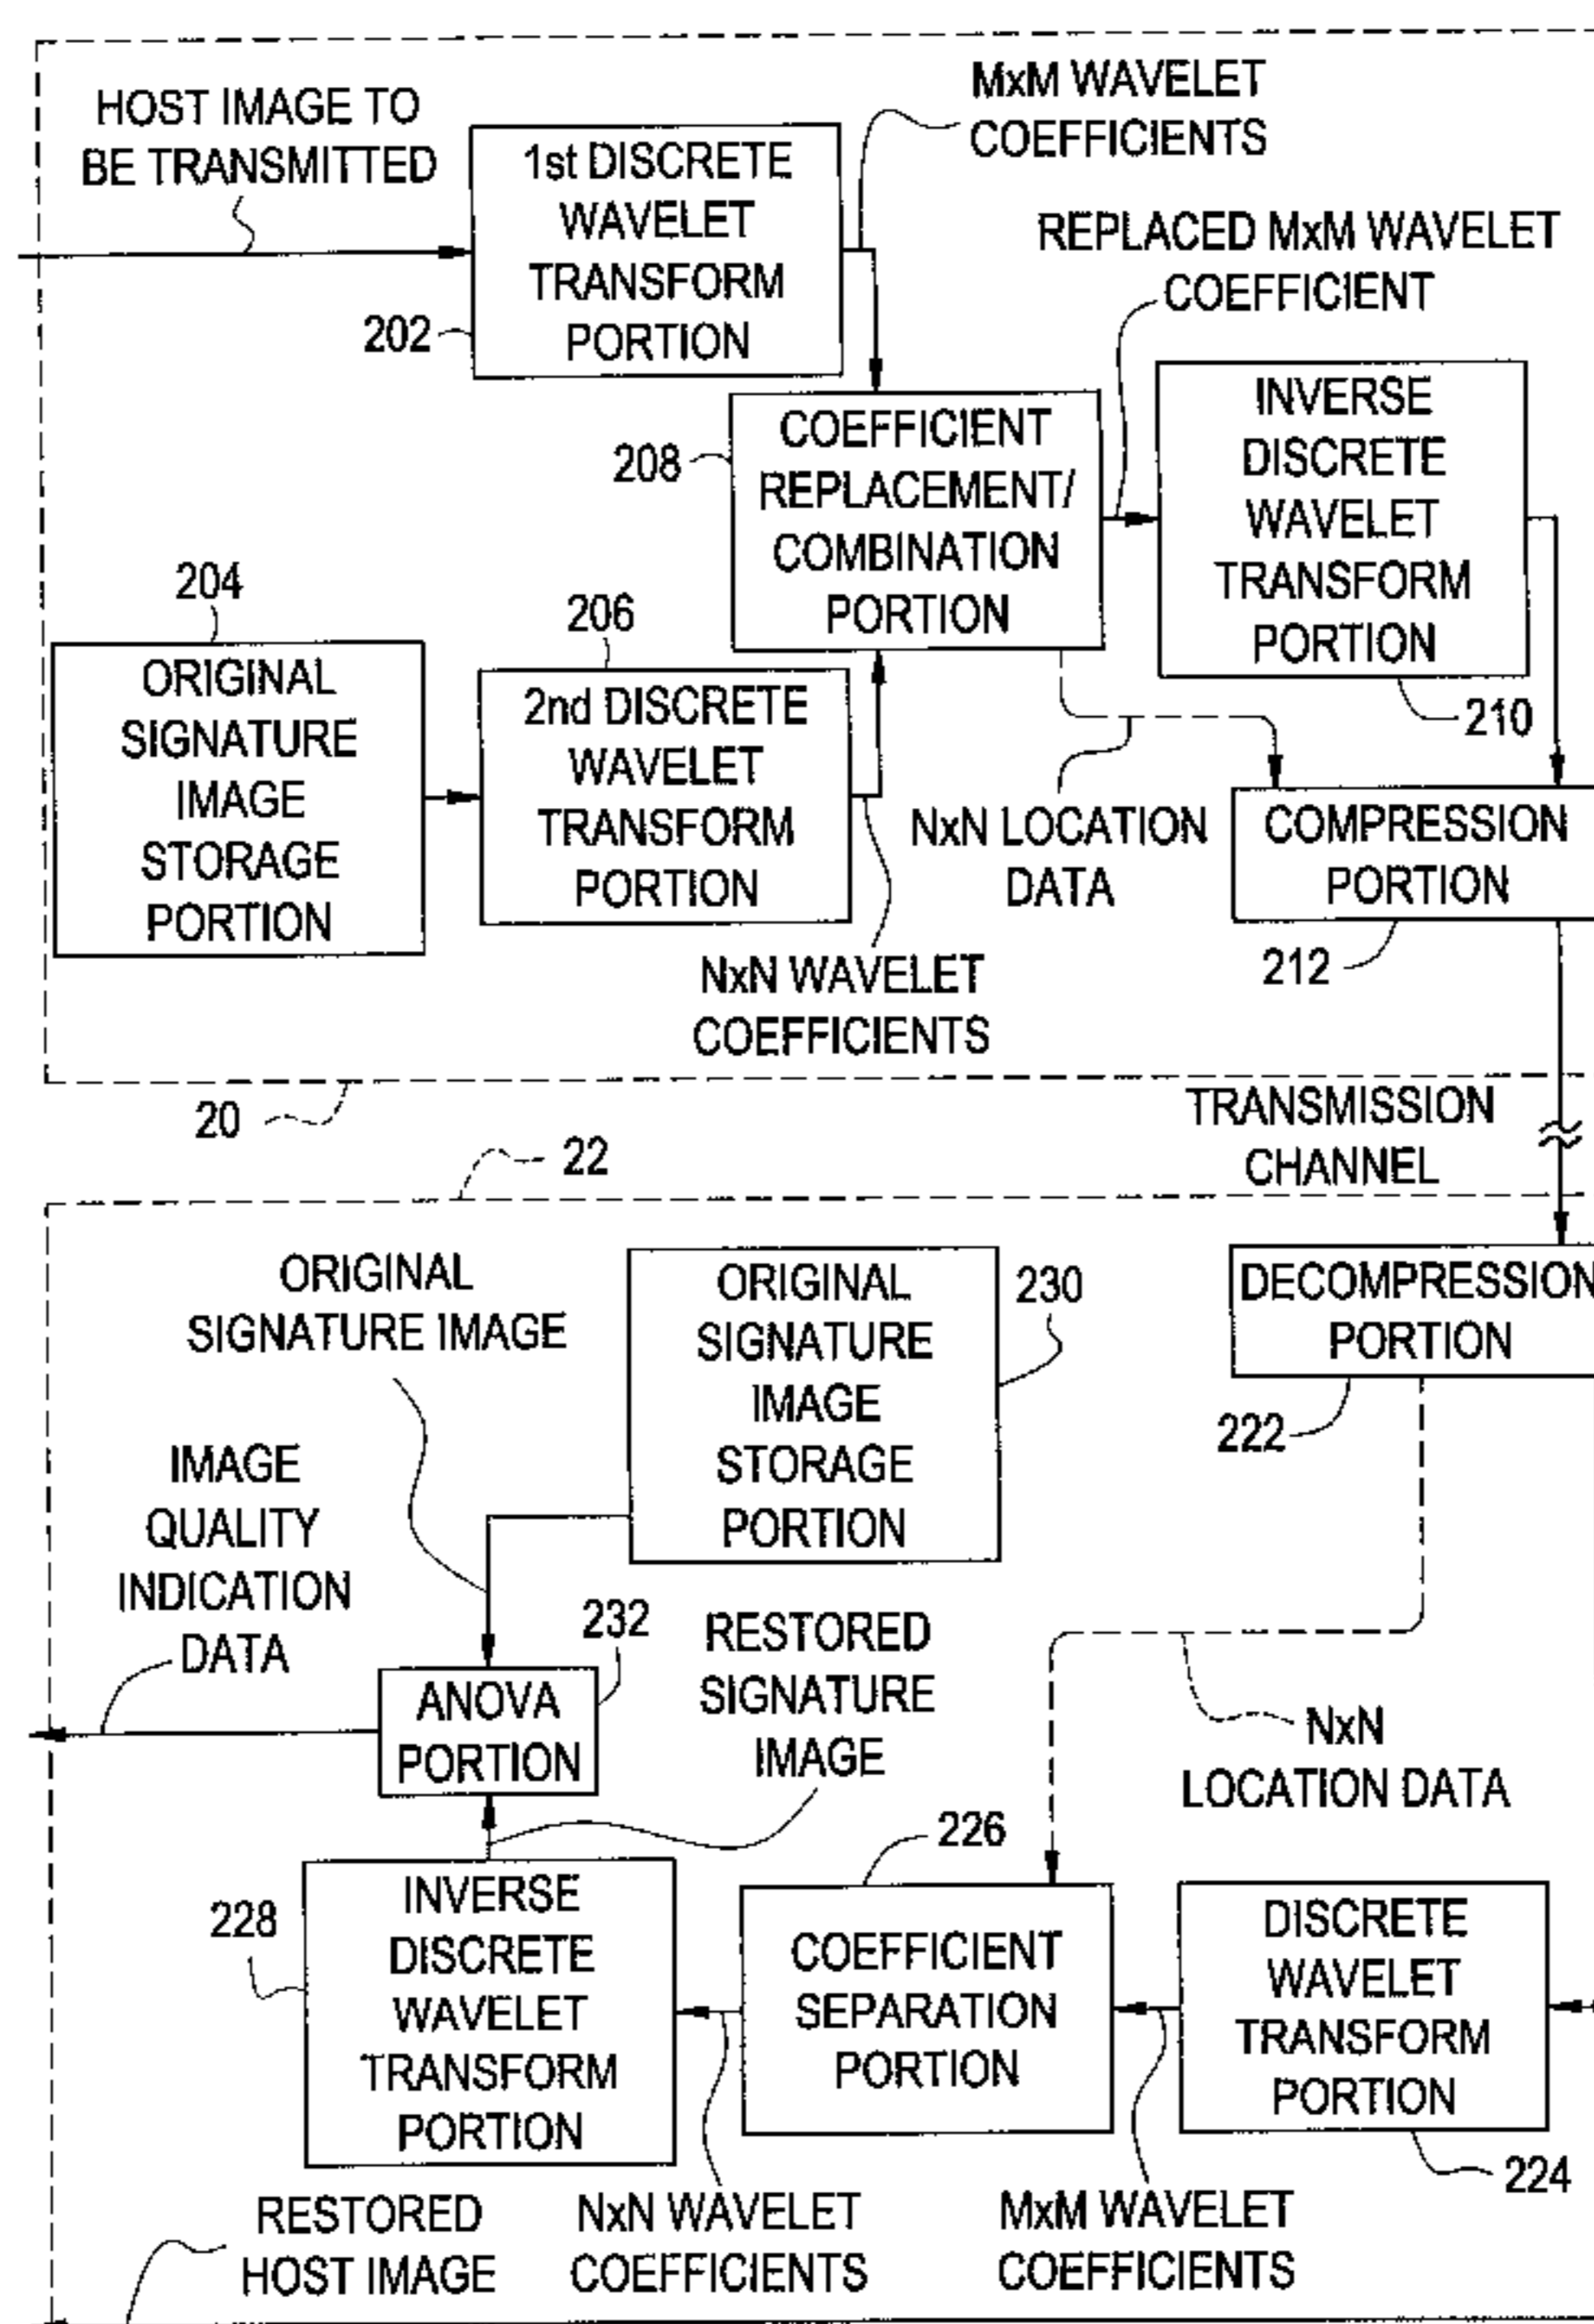 HOST IMAGE TO
BE TRANSMITTED
1st DISCRETE
WAVELET
TRANSFORM
PORTION
202
MxM WAVELET
COEFFICIENTS
REPLACED MxM WAVELET
COEFFICIENT
208
COEFFICIENT
REPLACEMENT/
COMBINATION
PORTION
INVERSE
DISCRETE
WAVELET
TRANSFORM
PORTION
210
204
ORIGINAL
SIGNATURE
IMAGE
STORAGE
PORTION
206
2nd DISCRETE
WAVELET
TRANSFORM
PORTION
NxN LOCATION
DATA
COMPRESSION
PORTION
212
NxN WAVELET
COEFFICIENTS
20
TRANSMISSION
CHANNEL
22
ORIGINAL
SIGNATURE IMAGE
ORIGINAL
SIGNATURE
IMAGE
STORAGE
PORTION
230
DECOMPRESSION
PORTION
222
IMAGE
QUALITY
INDICATION
DATA
232
ANOVA
PORTION
RESTORED
SIGNATURE
IMAGE
NxN
LOCATION DATA
226
228
INVERSE
DISCRETE
WAVELET
TRANSFORM
PORTION
COEFFICIENT
SEPARATION
PORTION
DISCRETE
WAVELET
TRANSFORM
PORTION
224
RESTORED
HOST IMAGE
NxN WAVELET
COEFFICIENTS
MxM WAVELET
COEFFICIENTS